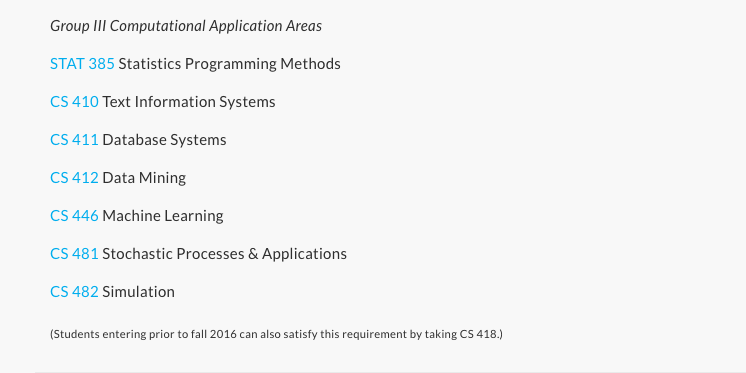 Group III Computational Application Areas
STAT 385 Statistics Programming Methods
CS 410 Text Information Systems
CS 411 Database Systems
CS 412 Data Mining
CS 446 Machine Learning
CS 481 Stochastic Processes & Applications
CS 482 Simulation
(Students entering prior to fall 2016 can also satisfy this requirement by taking CS 418.)